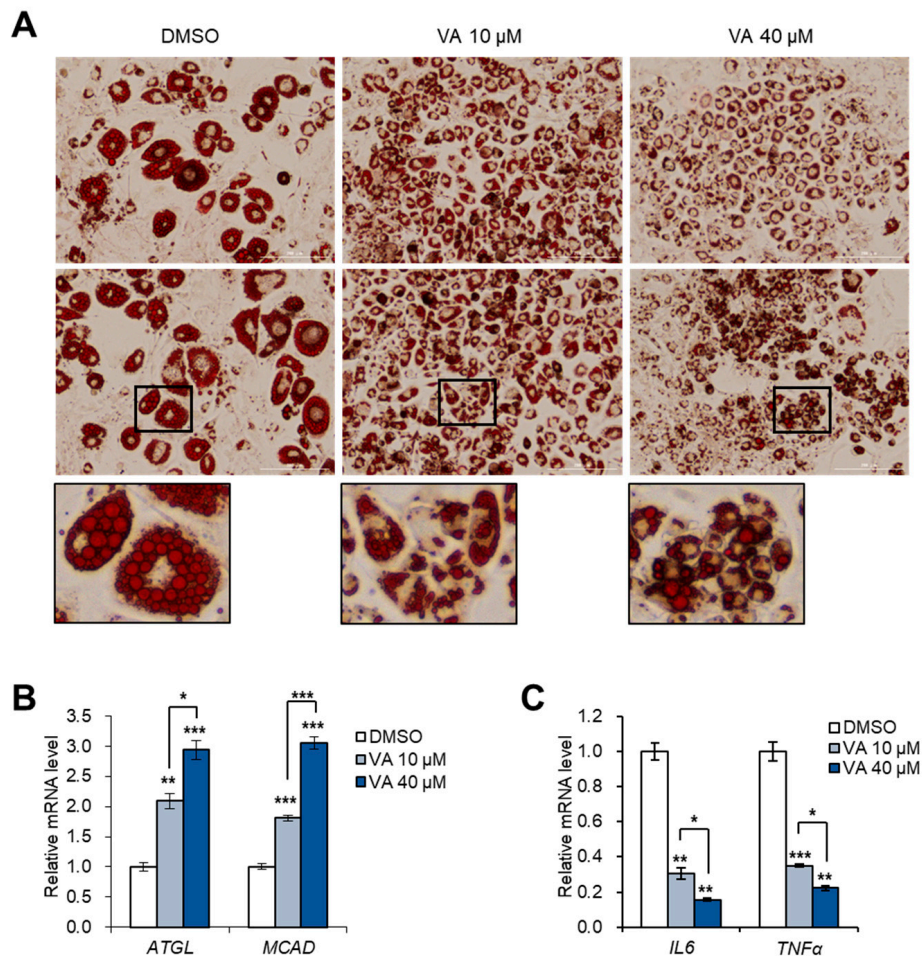 A
DMSO
VA 10 µM
VA 40 µM
B
Relative mRNA level
3.5
3.0
2.5
2.0
1.5
1.0
0.5
0.0
*
**
***
***
***
***
DMSO
VA 10 µM
VA 40 µM
ATGL
MCAD
C
Relative mRNA level
1.2
1.0
0.8
0.6
0.4
0.2
0.0
*
**
**
*
***
**
DMSO
VA 10 µM
VA 40 µM
IL6
TNFα